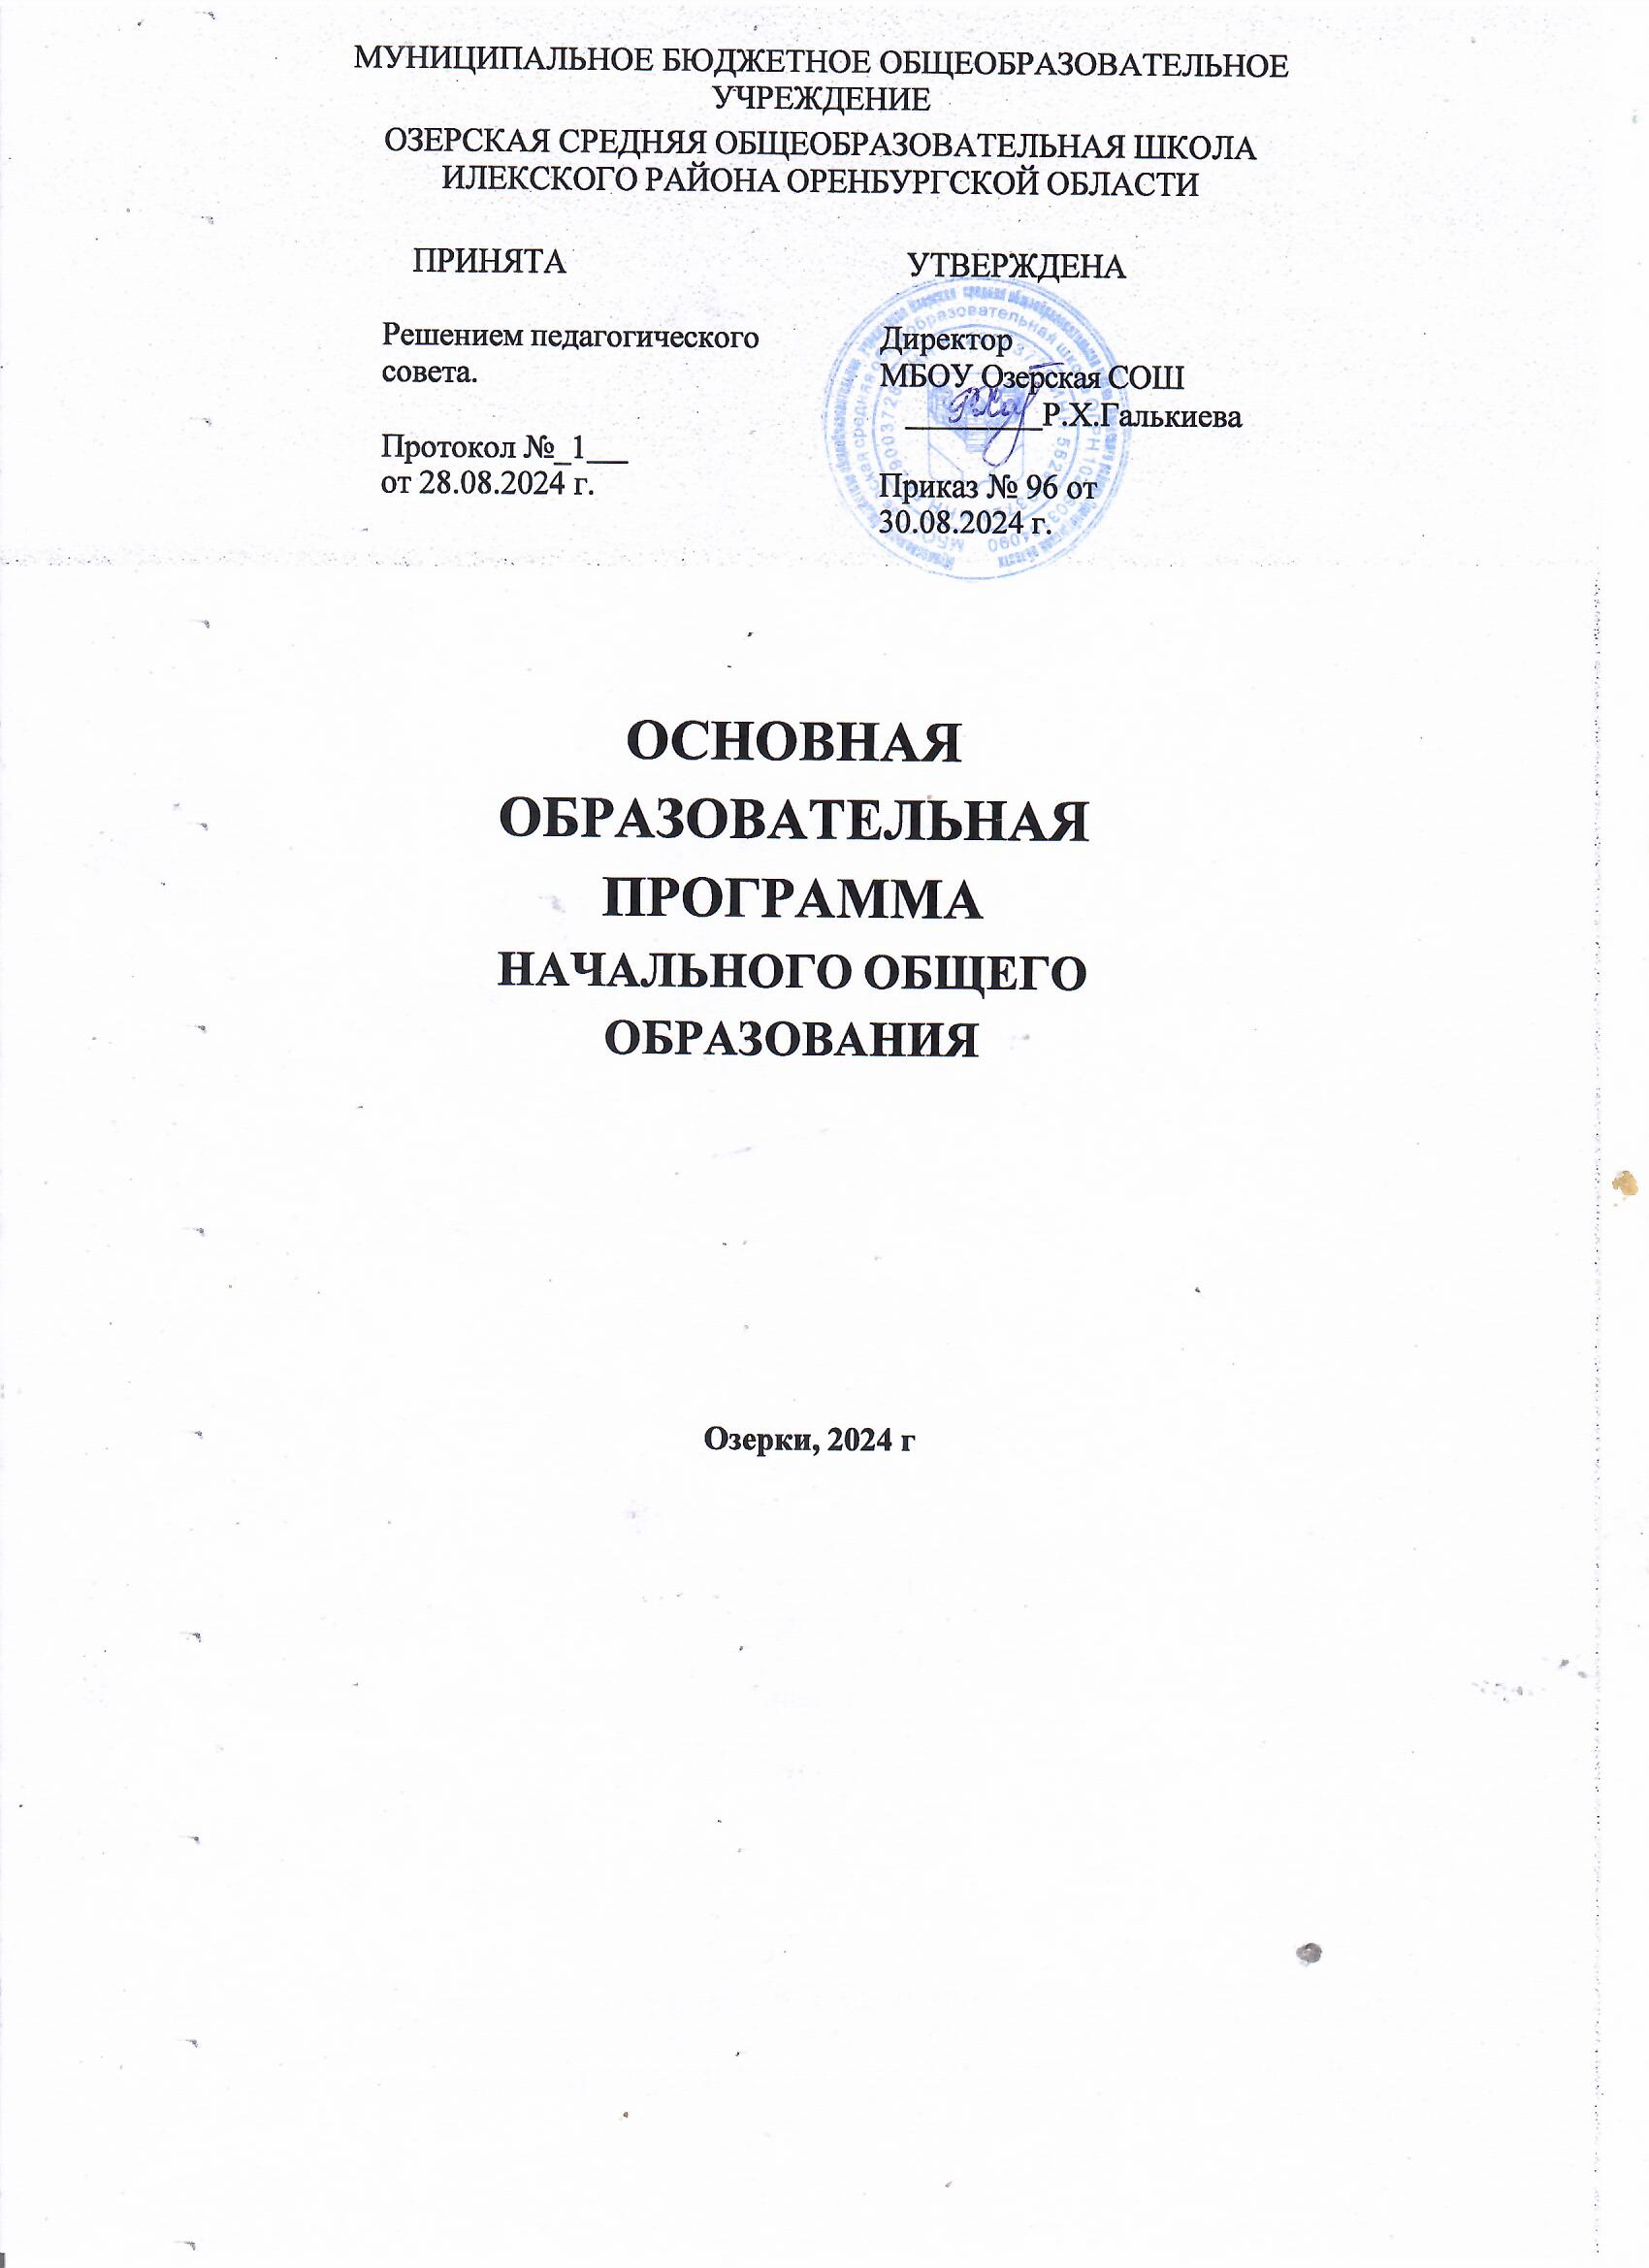 МУНИЦИПАЛЬНОЕ БЮДЖЕТНОЕ ОБЩЕОБРАЗОВАТЕЛЬНОЕ
УЧРЕЖДЕНИЕ
ОЗЕРСКАЯ СРЕДНЯЯ ОБЩЕОБРАЗОВАТЕЛЬНАЯ ШКОЛА
ИЛЕКСКОГО РАЙОНА ОРЕНБУРГСКОЙ ОБЛАСТИ
ПРИНЯТА
Решением педагогического
совета.
Протокол №_1___
от 28.08.2024 г.
УТВЕРЖДЕНА
Директор
МБОУ Озерская СОШ
_________Р.Х.Галькиева
Приказ № 96 от
30.08.2024 г.
ОСНОВНАЯ
ОБРАЗОВАТЕЛЬНАЯ
ПРОГРАММА
НАЧАЛЬНОГО ОБЩЕГО
ОБРАЗОВАНИЯ
Озерки, 2024 г